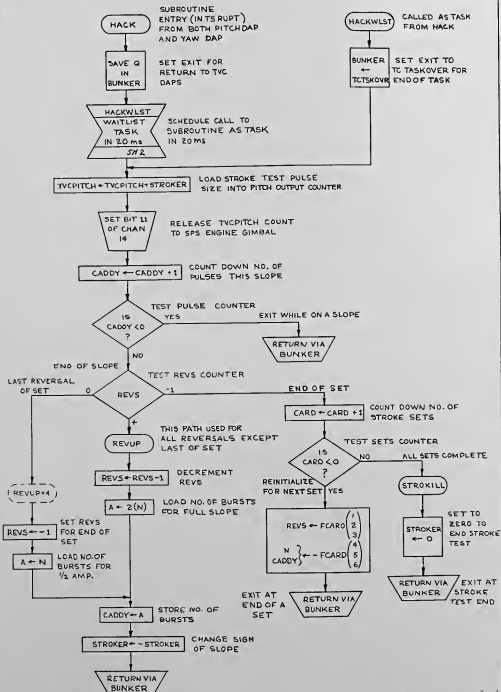 HACK
SUBROUTINE
ENTRY (IN TS RUPT)
FROM BOTH PITCHDAP
AND YAW DAP
HACKWLST
CALLED AS TASK
FROM HACK
SAVE Q
IN
BUNKER
SET EXIT FOR
RETURN TO TVC
DAPS
BUNKER
←
TCTSKOVR
SET EXIT TO
TC TASKOVER FOR
END OF TASK
HACKWLST
WAITLIST
TASK
IN 20 ms
SH 2
SCHEDULE CALL TO
SUBROUTINE AS TASK
IN 20 ms
TVCPITCH ← TVCPITCH + STROKER
LOAD STROKE TEST PULSE
SIZE INTO PITCH OUTPUT COUNTER
SET BIT 11
OF CHAN
14
RELEASE TVCPITCH COUNT
TO SPS ENGINE GIMBAL
CADDY ← CADDY +1
COUNT DOWN NO. OF
PULSES THIS SLOPE
TEST PULSE COUNTER
IS
CADDY<0
?
YES
EXIT WHILE ON A SLOPE
RETURN VIA
BUNKER
NO
END OF SLOPE
TEST REVS COUNTER
LAST REVERSAL
OF SET
0
REVS
-1
END OF SET
+
CARD ← CARD +1
COUNT DOWN NO. OF
STROKE SETS
THIS PATH USED FOR
ALL REVERSALS EXCEPT
LAST OF SET
REVUP
TEST SETS COUNTER
IS
CARD<0
?
NO
ALL SETS COMPLETE
REINITIALIZE
FOR NEXT SET
YES
STROKILL
REVS ← REVS-1
DECREMENT
REVS
(REVUP+4)
A ← 2(N)
LOAD NO. OF BURSTS
FOR FULL SLOPE
REVS ← FCARD (1 2 3)
N
CADDY} ← -FCARD (4 5 6)
STROKER
← 0
SET TO
ZERO TO
END STROKE
TEST
REVS ← -1
SET REVS
FOR END OF
SET
A ← N
LOAD NO. OF
BURSTS FOR
1/2 AMP.
EXIT AT
END OF A
SET
RETURN VIA
BUNKER
RETURN VIA
BUNKER
EXIT AT
STROKE
TEST END
CADDY ← A
STORE NO. OF
BURSTS
STROKER ← - STROKER
CHANGE SIGN
OF SLOPE
RETURN VIA
BUNKER